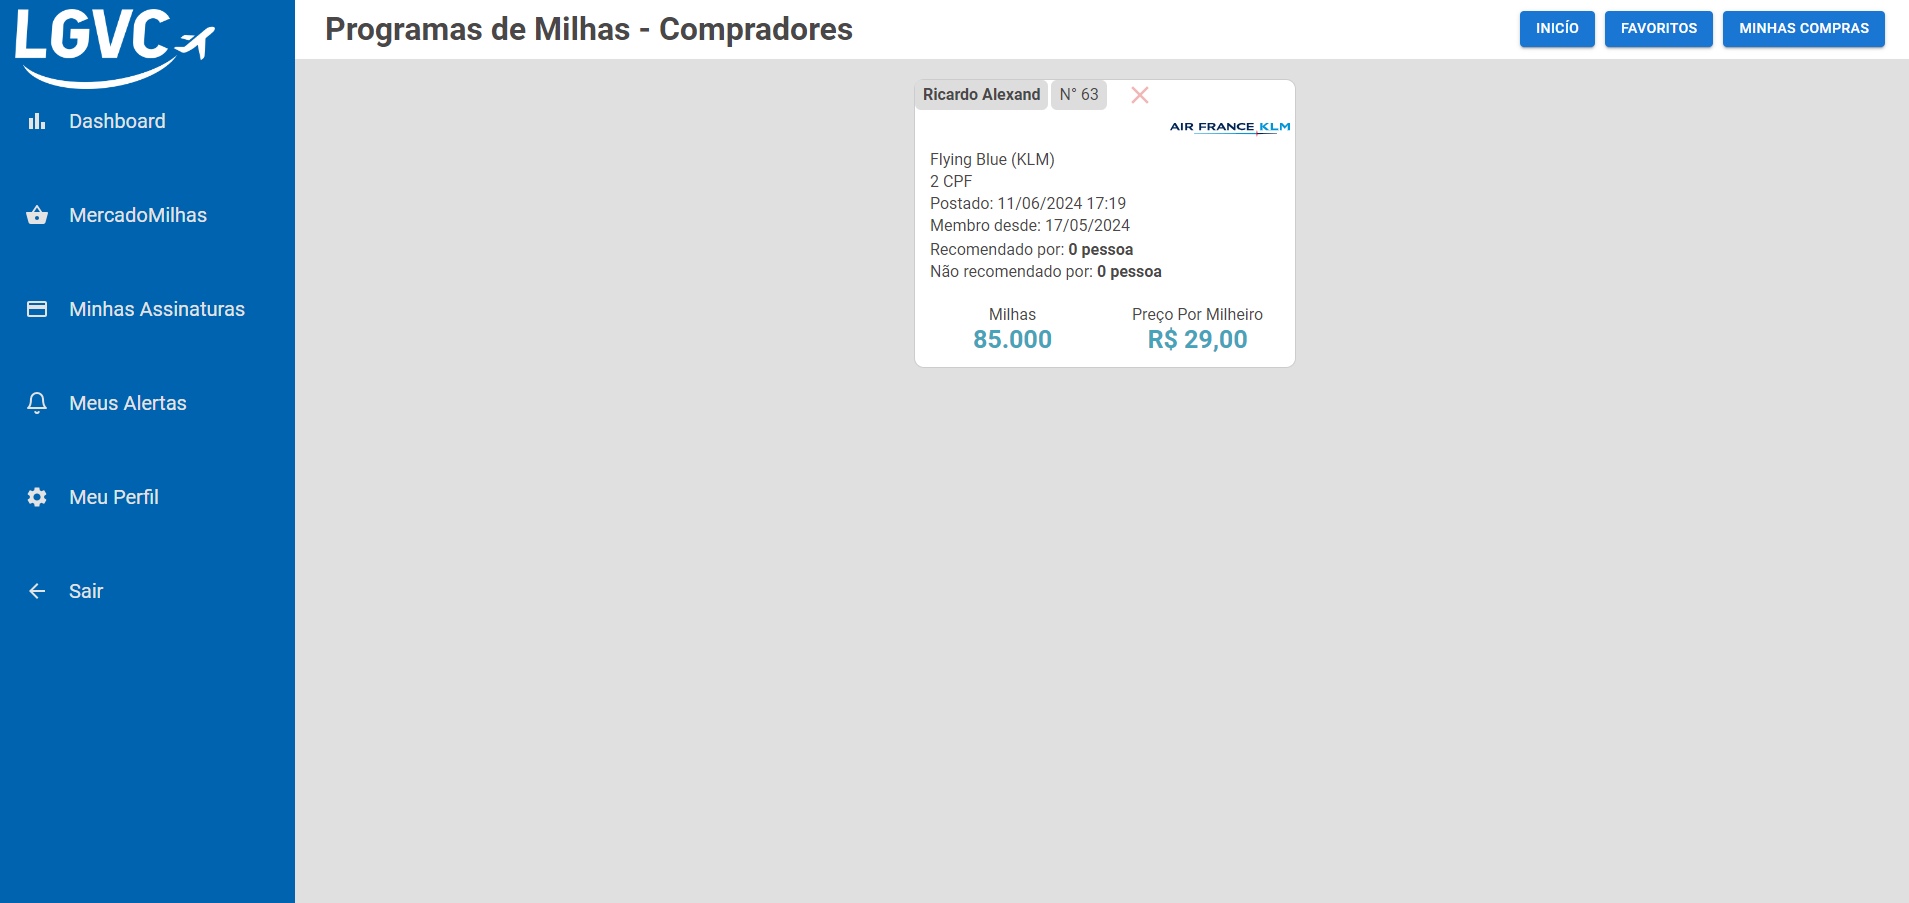 LGVC
Dashboard
MercadoMilhas
Minhas Assinaturas
Meus Alertas
Meu Perfil
Sair
Programas de Milhas - Compradores
INICÍO
FAVORITOS
MINHAS COMPRAS
Ricardo Alexand N° 63
AIR FRANCE KLM
Flying Blue (KLM)
2 CPF
Postado: 11/06/2024 17:19
Membro desde: 17/05/2024
Recomendado por: 0 pessoa
Não recomendado por: 0 pessoa
Milhas
85.000
Preço Por Milheiro
R$ 29,00